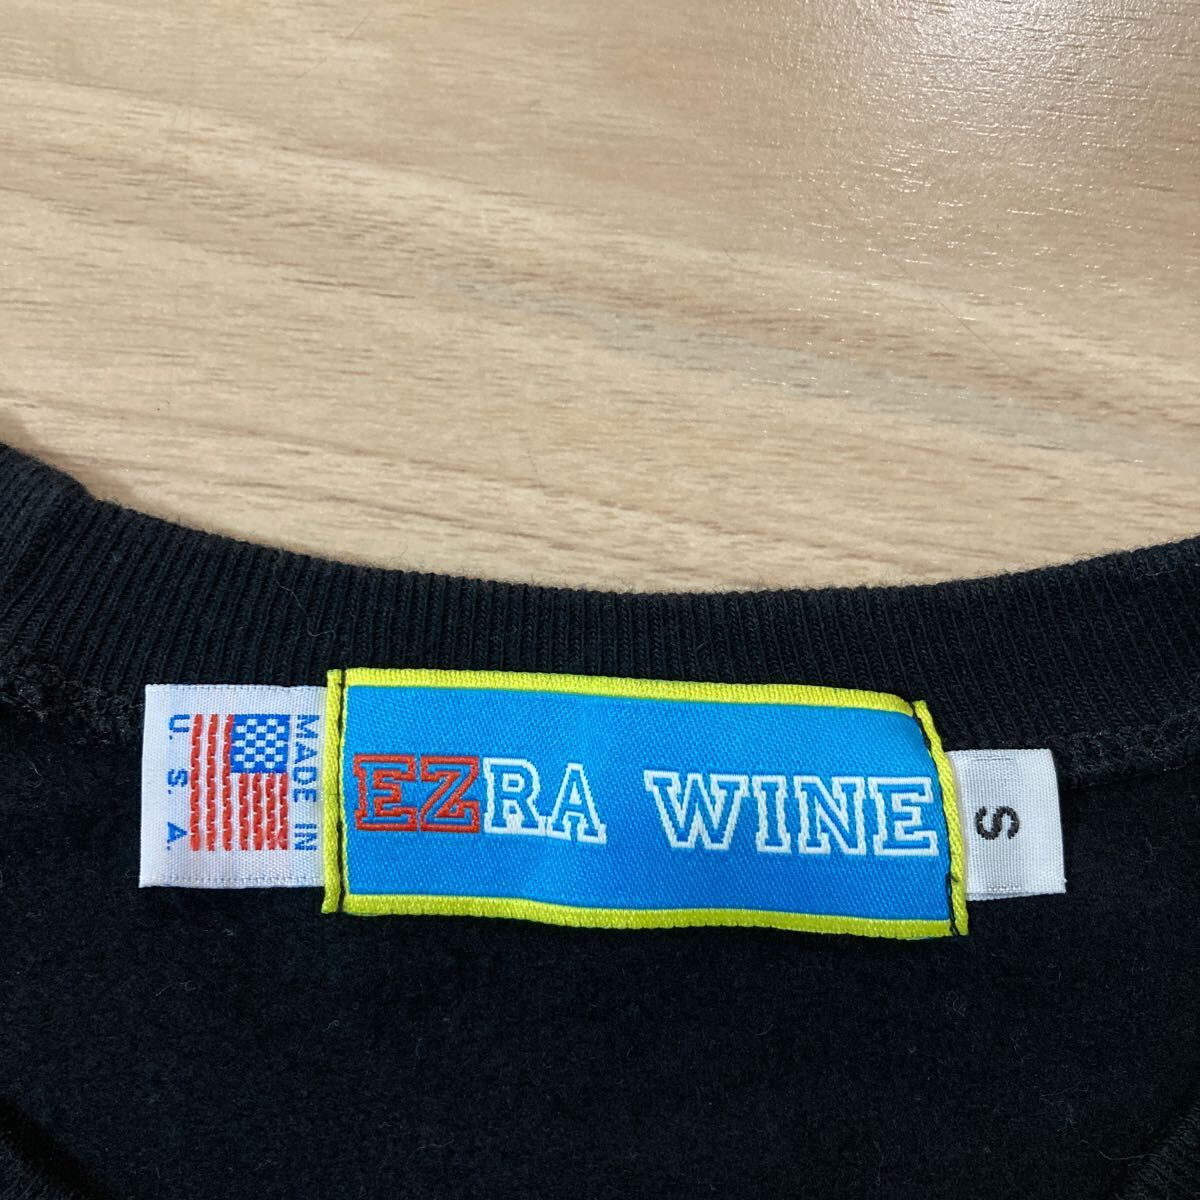 MADE IN
U. S. A.
EZRA WINE
S